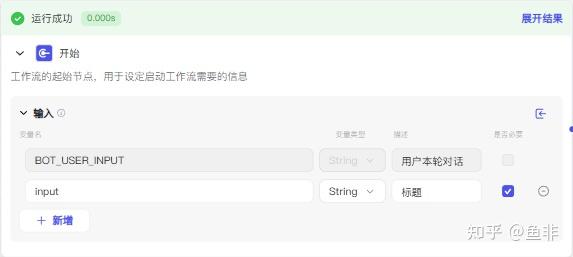 运行成功 0.000s 展开结果
开始
工作流的起始节点，用于设定启动工作流需要的信息
输入
变量名 变量类型 描述 是否必要
BOT_USER_INPUT String 用户本轮对话
input String 标题
+ 新增
知乎 @鱼非